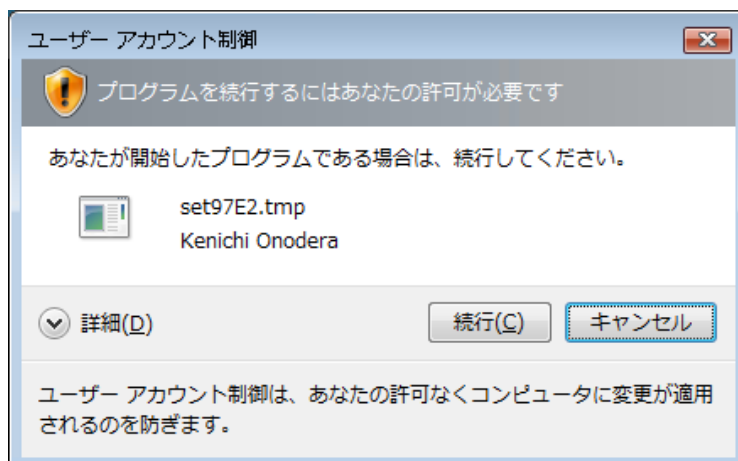 ユーザー アカウント制御
プログラムを続行するにはあなたの許可が必要です
あなたが開始したプログラムである場合は、続行してください。
set97E2.tmp
Kenichi Onodera
詳細(D)
続行(C)
キャンセル
ユーザー アカウント制御は、あなたの許可なくコンピュータに変更が適用
されるのを防ぎます。